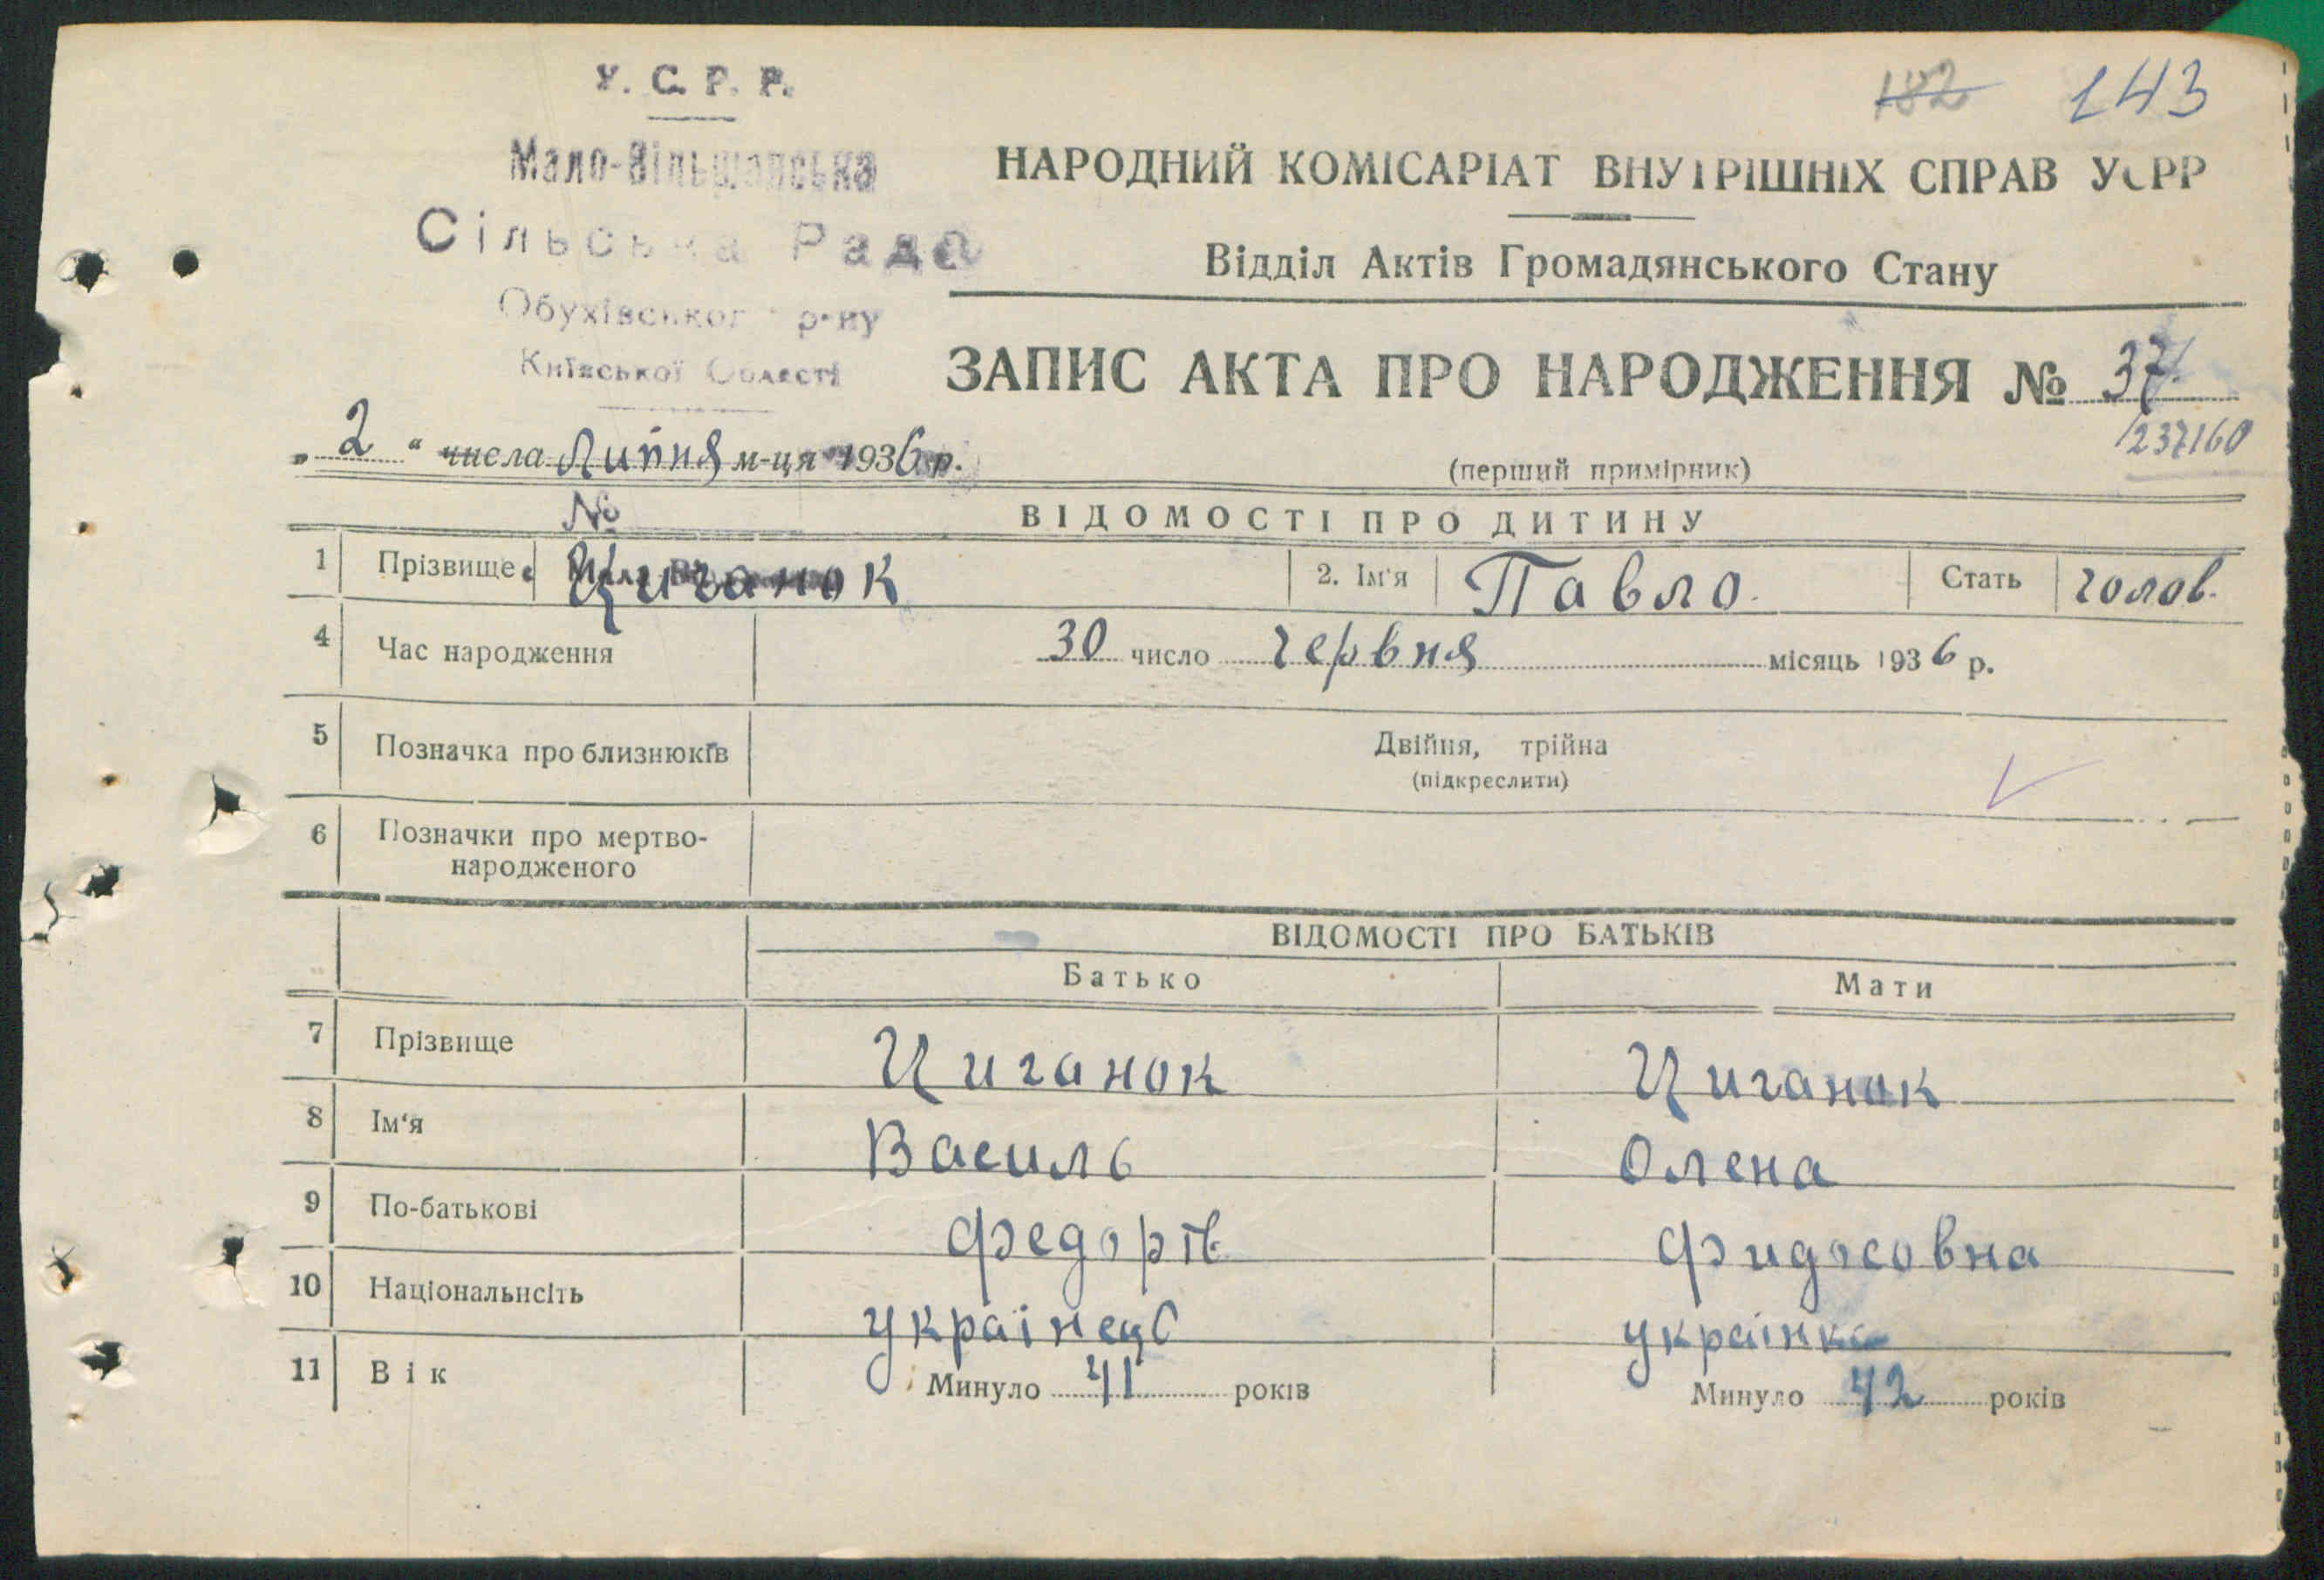 У. С. Р. Р.
182 143
Мало-Вільшанська
Сільська Рада
Обухівського р-ну
Київської Області
НАРОДНИЙ КОМІСАРІАТ ВНУТРІШНІХ СПРАВ УСРР
Відділ Актів Громадянського Стану
ЗАПИС АКТА ПРО НАРОДЖЕННЯ № 37
237160
„2“ числа Липня м-ця 1936 р.
(перший примірник)
№
ВІДОМОСТІ ПРО ДИТИНУ
1 Прізвище Циганок 2. Ім'я Павло. Стать голов.
4 Час народження 30 число червня місяць 1936 р.
5 Позначка про близнюків Двійня, трійна
(підкреслити)
6 Позначки про мертво-
народженого
ВІДОМОСТІ ПРО БАТЬКІВ
Батько Мати
7 Прізвище Циганок Циганок
8 Ім‘я Василь Олена
9 По-батькові Федорів Фидосовна
10 Національнсіть українець українка
11 Вік Минуло 41 років Минуло 42 років